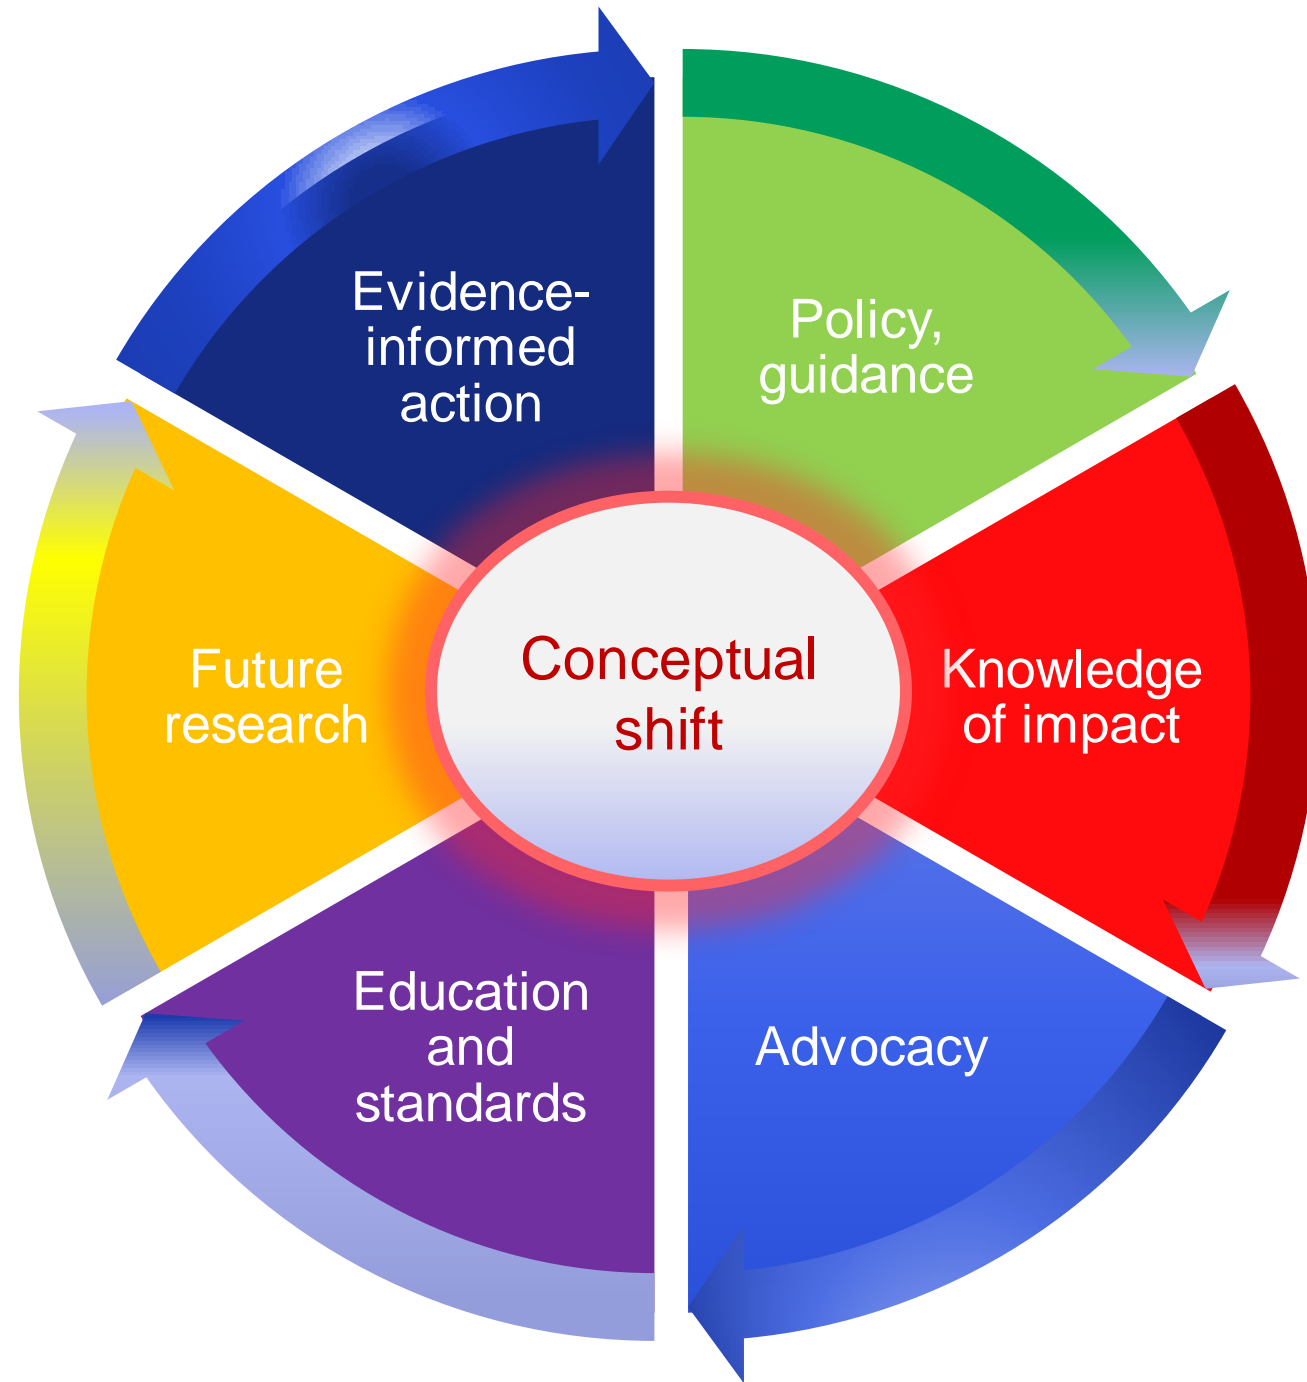 Evidence-
informed
action
Policy,
guidance
Future
research
Conceptual
shift
Knowledge
of impact
Education
and
standards
Advocacy